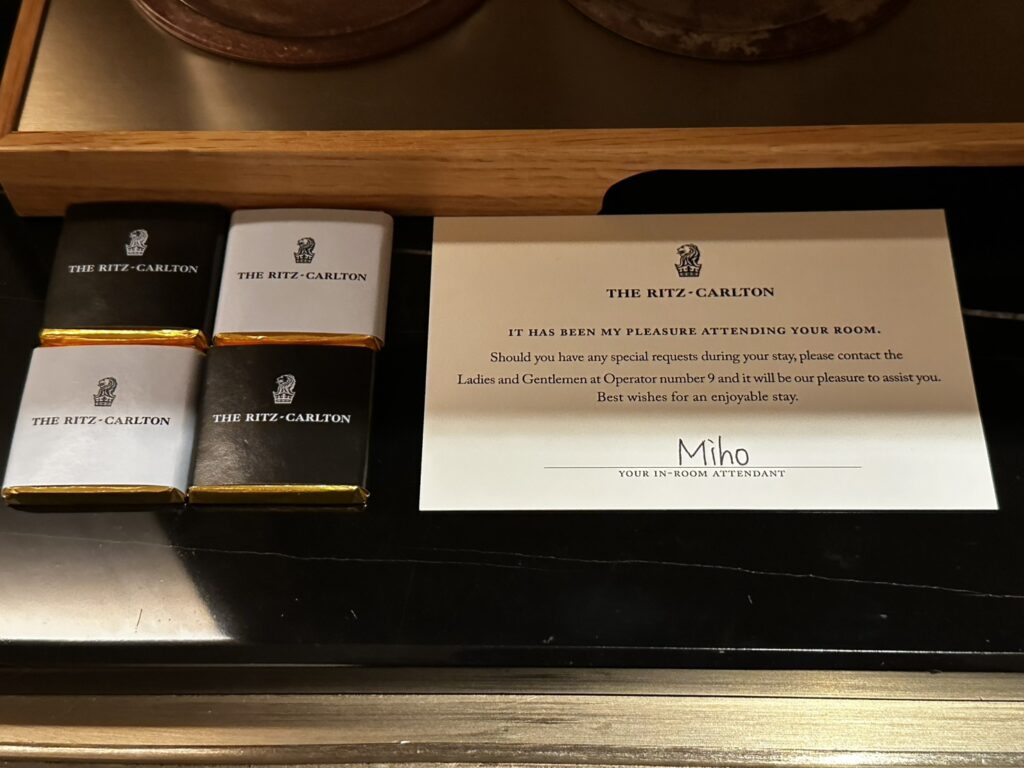 THE RITZ-CARLTON
THE RITZ-CARLTON
THE RITZ-CARLTON
THE RITZ-CARLTON
THE RITZ-CARLTON
IT HAS BEEN MY PLEASURE ATTENDING YOUR ROOM.
Should you have any special requests during your stay, please contact the
Ladies and Gentlemen at Operator number 9 and it will be our pleasure to assist you.
Best wishes for an enjoyable stay.
Miho
YOUR IN-ROOM ATTENDANT